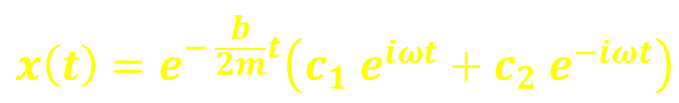 x(t) = e^{-\frac{b}{2m}t}(c_1 e^{iωt} + c_2 e^{-iωt})